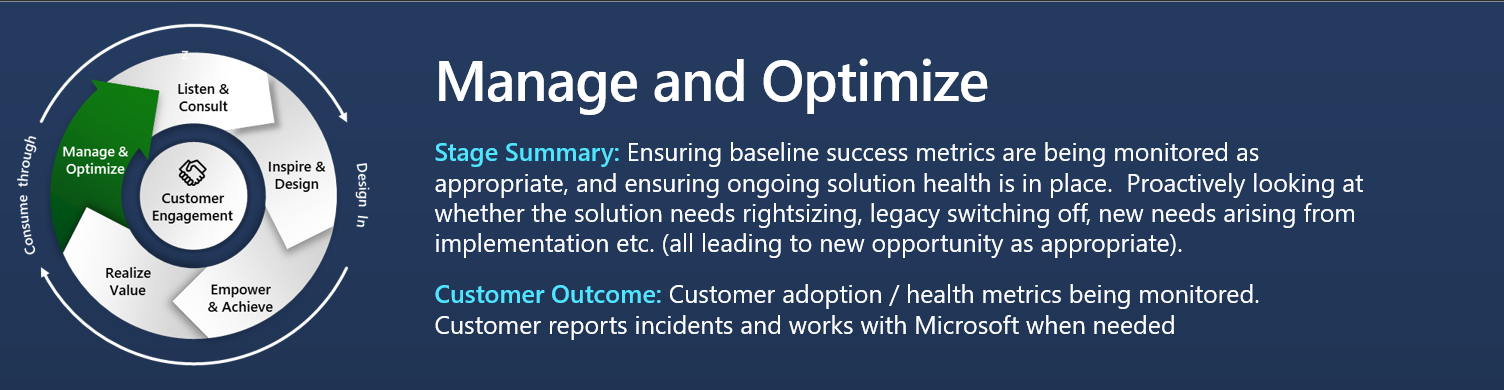 Z
Listen &
Consult
Manage &
Optimize
Inspire &
Design
Customer
Engagement
Realize
Value
Empower
& Achieve
Consume through
Design In
Manage and Optimize
Stage Summary: Ensuring baseline success metrics are being monitored as
appropriate, and ensuring ongoing solution health is in place.  Proactively looking at
whether the solution needs rightsizing, legacy switching off, new needs arising from
implementation etc. (all leading to new opportunity as appropriate).
Customer Outcome: Customer adoption / health metrics being monitored.
Customer reports incidents and works with Microsoft when needed